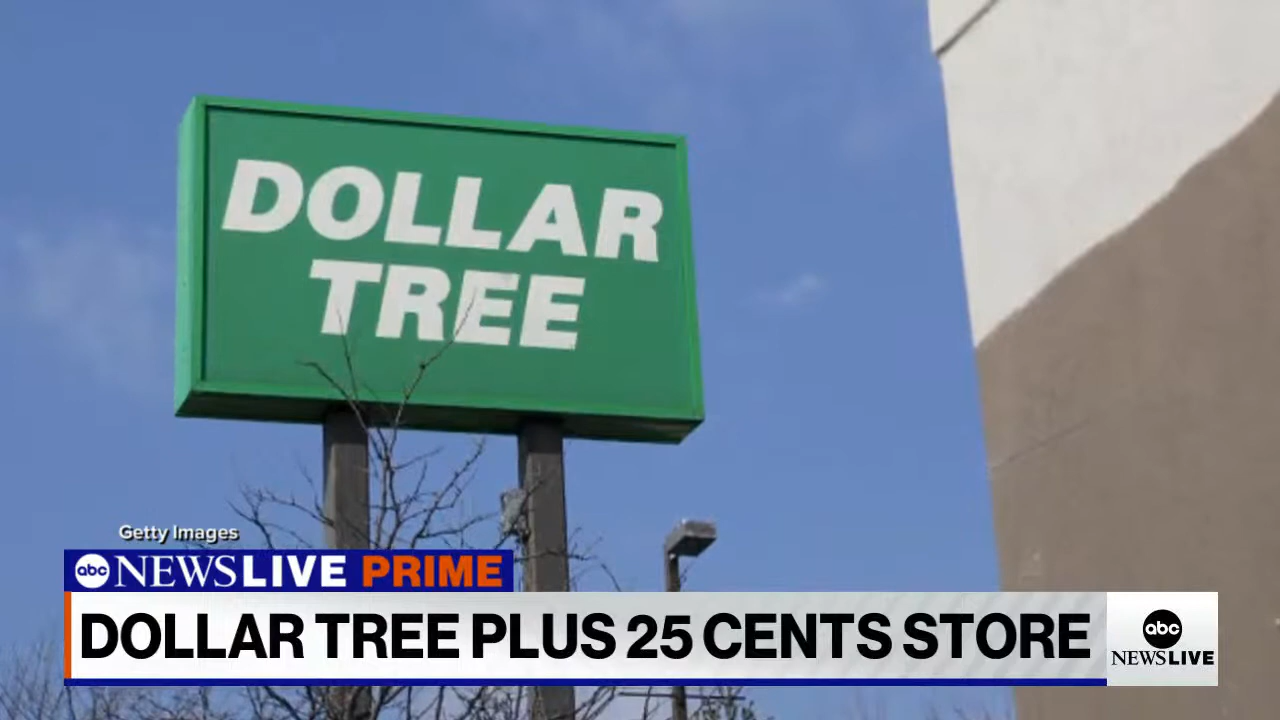 DOLLAR
TREE
Getty Images
abc NEWS LIVE PRIME
DOLLAR TREE PLUS 25 CENTS STORE
abc
NEWS LIVE